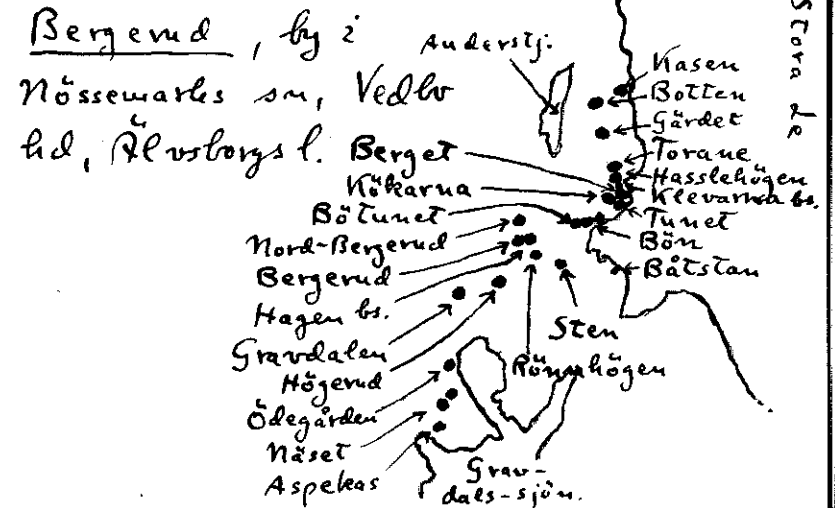 Bergerud, by i
Nössemarks sn, Vedbo
hd, Älvsborgs l.
Anderstj.
Stora Le
Kasen
Botten
Gärdet
Torane
Hasslehögen
Klevarna bs.
Tunet
Bön
Båtstan
Berget
Kökarna
Bötunet
Nord-Bergerud
Bergerud
Hagen bs.
Gravdalen
Högerud
Ödegården
Näset
Aspekas
Sten
Rönnhögen
Grav-
dals-sjön.